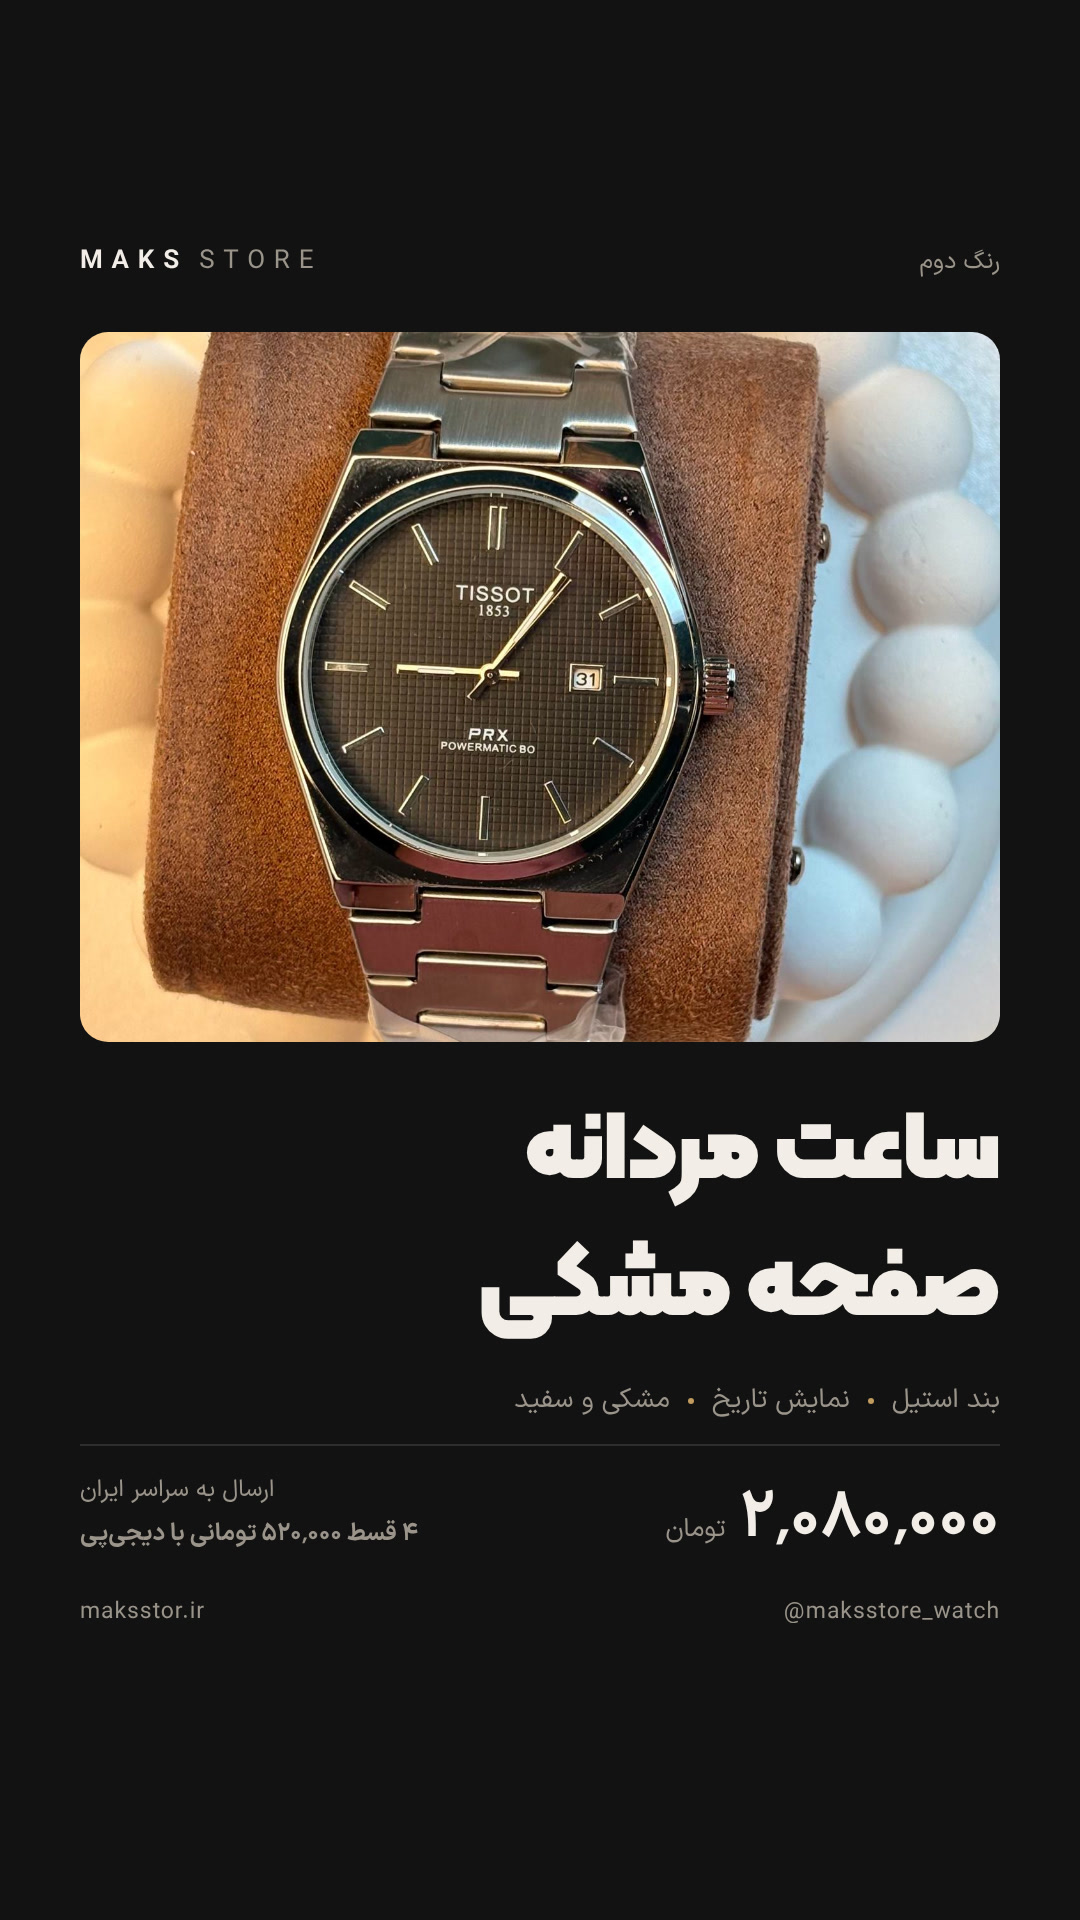 MAKS STORE
رنگ دوم
TISSOT
1853
31
PRX
POWERMATIC BO
ساعت مردانه
صفحه مشکی
بند استیل • نمایش تاریخ • مشکی و سفید
۲,۰۸۰,۰۰۰ تومان
ارسال به سراسر ایران
۴ قسط ۵۲۰,۰۰۰ تومانی با دیجی‌پی
maksstor.ir
@maksstore_watch